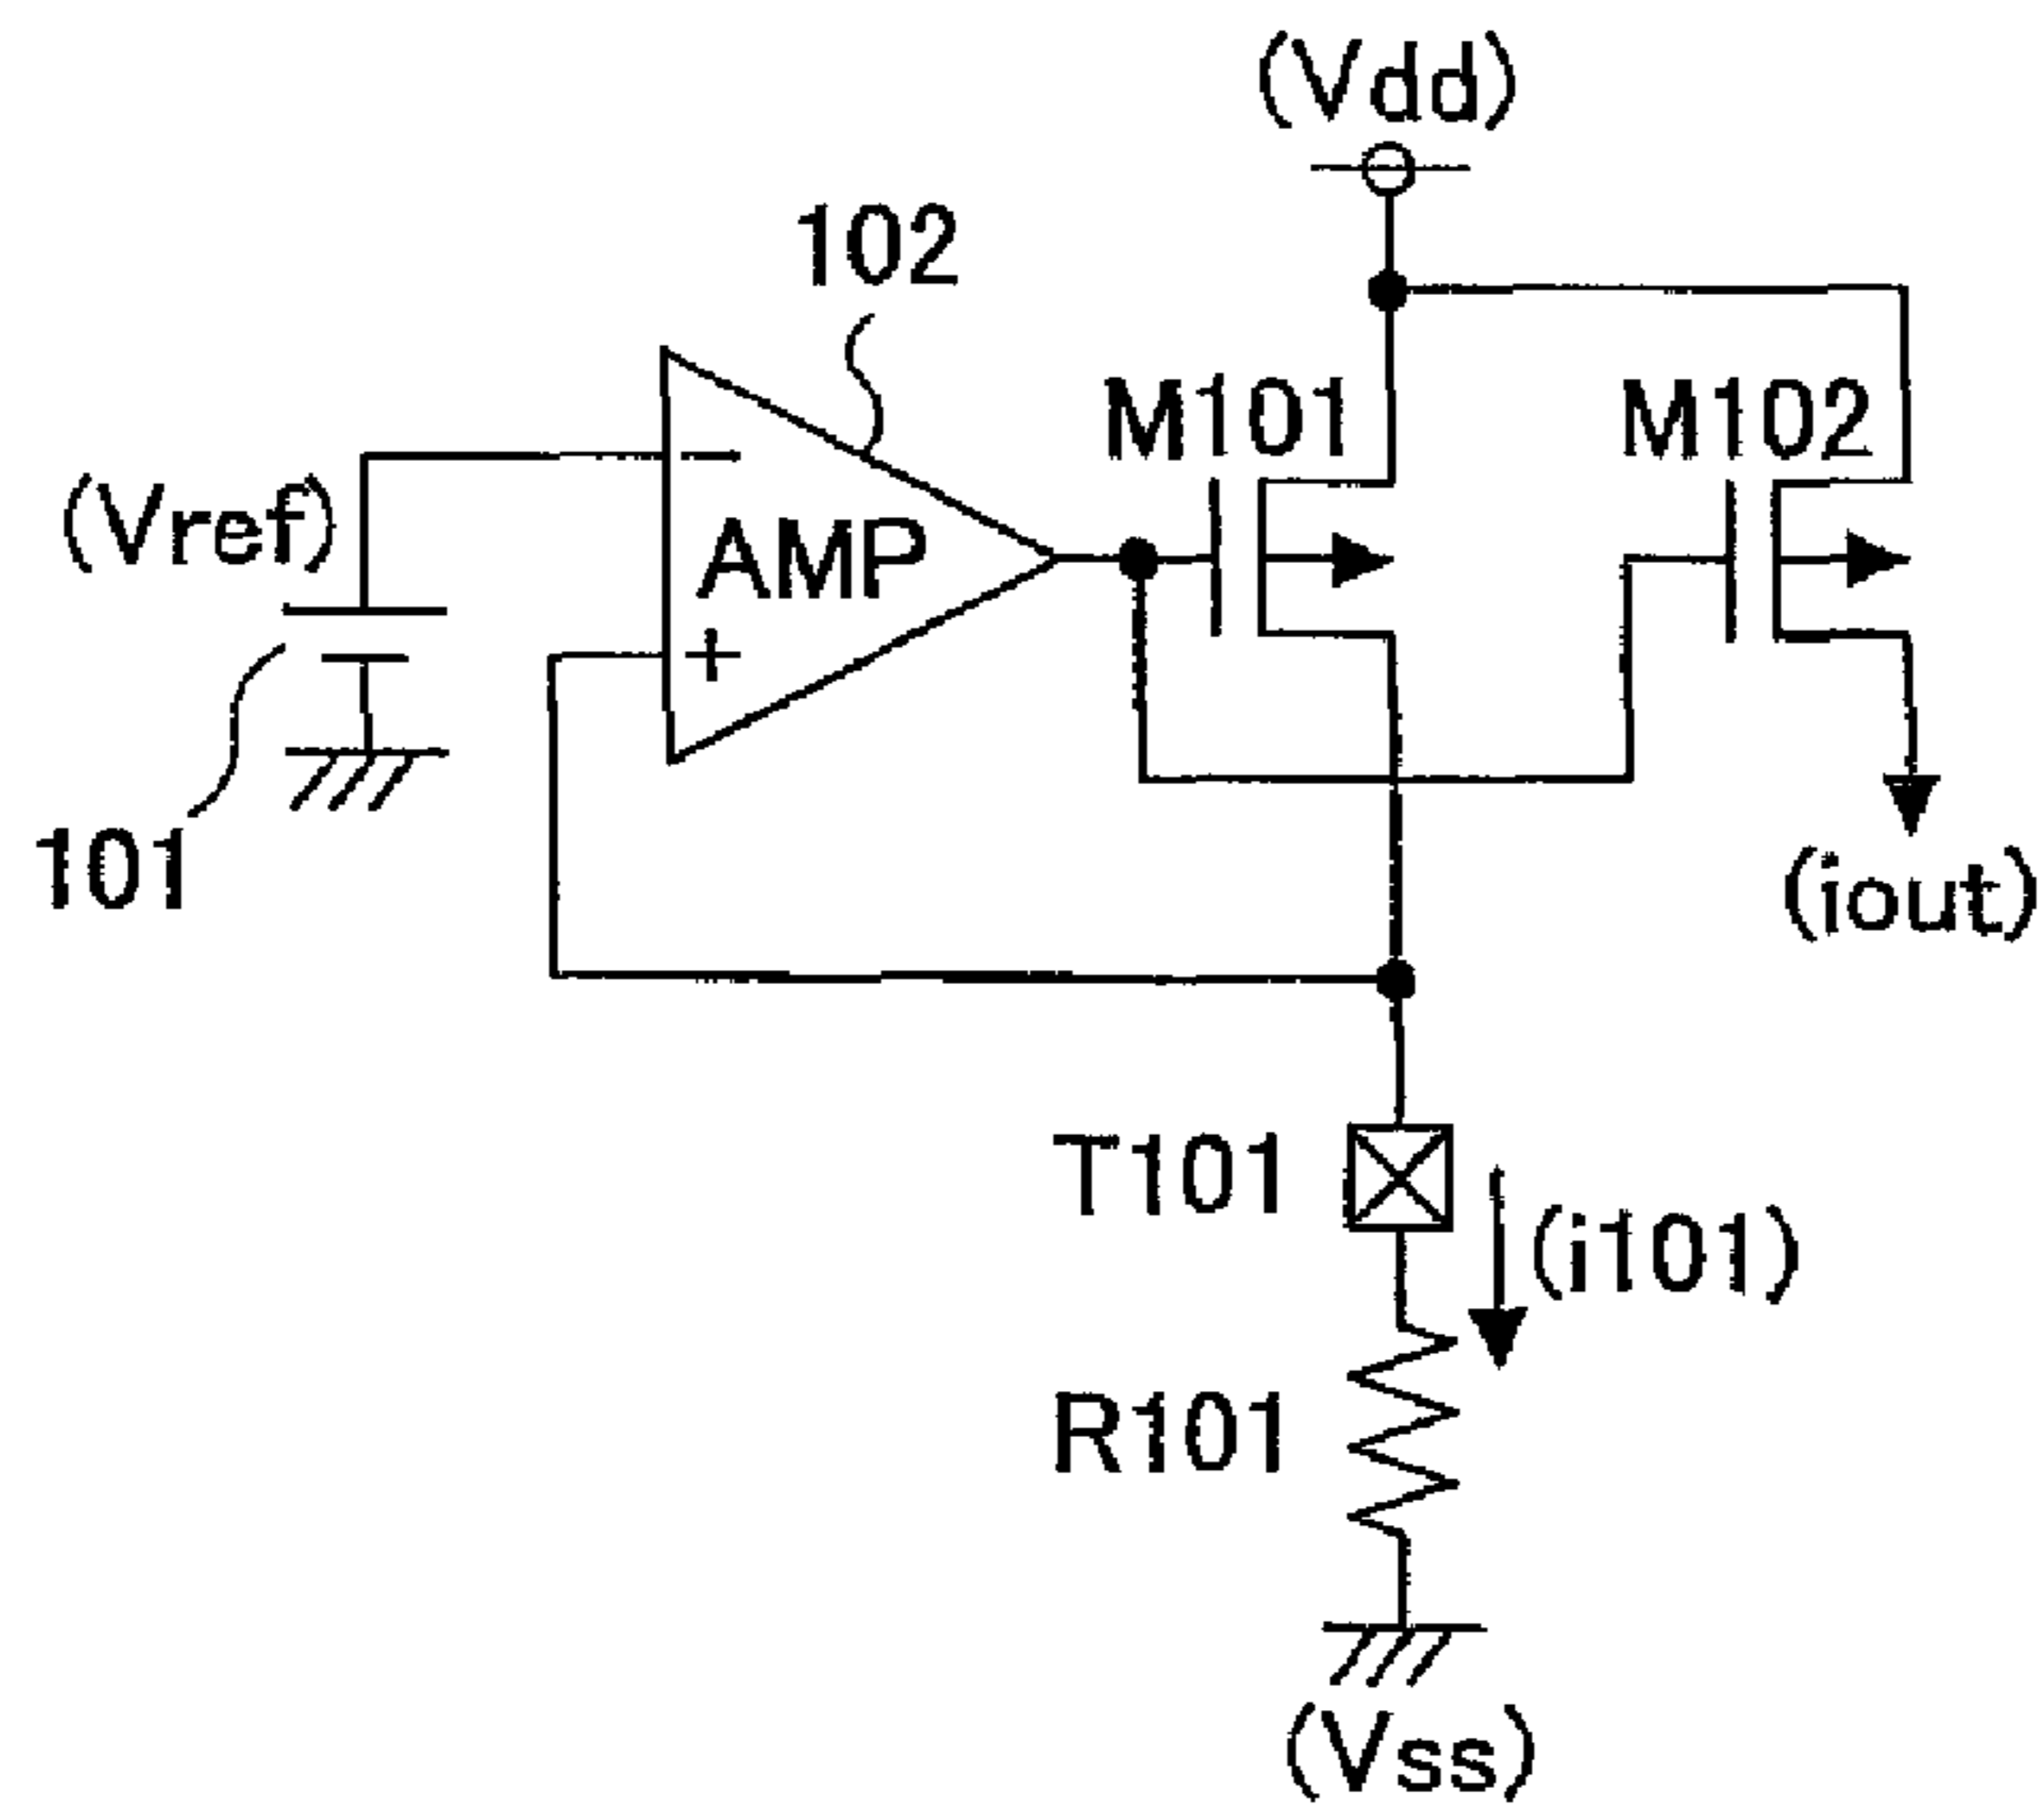 (Vdd)
102
M101
M102
(Vref)
−
AMP
+
101
(iout)
T101
(i101)
R101
(Vss)